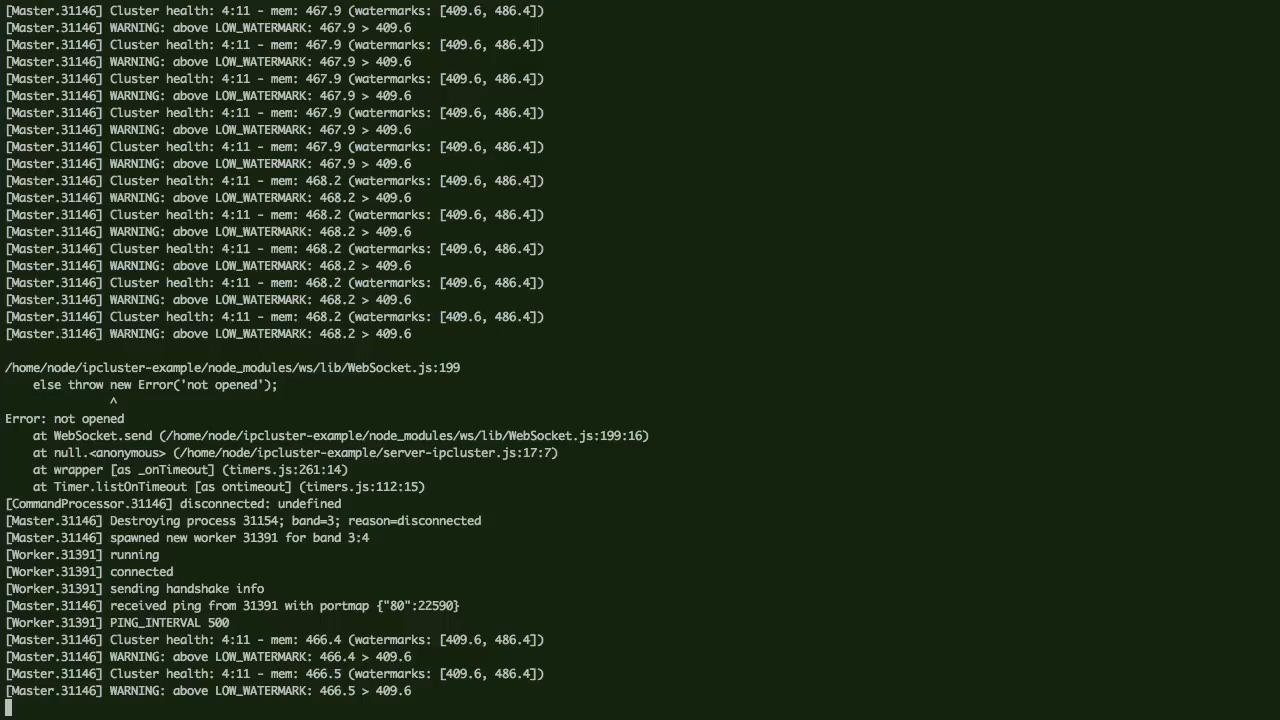 [Master.31146] Cluster health: 4:11 - mem: 467.9 (watermarks: [409.6, 486.4])
[Master.31146] WARNING: above LOW_WATERMARK: 467.9 > 409.6
[Master.31146] Cluster health: 4:11 - mem: 467.9 (watermarks: [409.6, 486.4])
[Master.31146] WARNING: above LOW_WATERMARK: 467.9 > 409.6
[Master.31146] Cluster health: 4:11 - mem: 467.9 (watermarks: [409.6, 486.4])
[Master.31146] WARNING: above LOW_WATERMARK: 467.9 > 409.6
[Master.31146] Cluster health: 4:11 - mem: 467.9 (watermarks: [409.6, 486.4])
[Master.31146] WARNING: above LOW_WATERMARK: 467.9 > 409.6
[Master.31146] Cluster health: 4:11 - mem: 467.9 (watermarks: [409.6, 486.4])
[Master.31146] WARNING: above LOW_WATERMARK: 467.9 > 409.6
[Master.31146] Cluster health: 4:11 - mem: 468.2 (watermarks: [409.6, 486.4])
[Master.31146] WARNING: above LOW_WATERMARK: 468.2 > 409.6
[Master.31146] Cluster health: 4:11 - mem: 468.2 (watermarks: [409.6, 486.4])
[Master.31146] WARNING: above LOW_WATERMARK: 468.2 > 409.6
[Master.31146] Cluster health: 4:11 - mem: 468.2 (watermarks: [409.6, 486.4])
[Master.31146] WARNING: above LOW_WATERMARK: 468.2 > 409.6
[Master.31146] Cluster health: 4:11 - mem: 468.2 (watermarks: [409.6, 486.4])
[Master.31146] WARNING: above LOW_WATERMARK: 468.2 > 409.6
[Master.31146] Cluster health: 4:11 - mem: 468.2 (watermarks: [409.6, 486.4])
[Master.31146] WARNING: above LOW_WATERMARK: 468.2 > 409.6
/home/node/ipcluster-example/node_modules/ws/lib/WebSocket.js:199
    else throw new Error('not opened');
               ^
Error: not opened
    at WebSocket.send (/home/node/ipcluster-example/node_modules/ws/lib/WebSocket.js:199:16)
    at null.<anonymous> (/home/node/ipcluster-example/server-ipcluster.js:17:7)
    at wrapper [as _onTimeout] (timers.js:261:14)
    at Timer.listOnTimeout [as ontimeout] (timers.js:112:15)
[CommandProcessor.31146] disconnected: undefined
[Master.31146] Destroying process 31154; band=3; reason=disconnected
[Master.31146] spawned new worker 31391 for band 3:4
[Worker.31391] running
[Worker.31391] connected
[Worker.31391] sending handshake info
[Master.31146] received ping from 31391 with portmap {"80":22590}
[Worker.31391] PING_INTERVAL 500
[Master.31146] Cluster health: 4:11 - mem: 466.4 (watermarks: [409.6, 486.4])
[Master.31146] WARNING: above LOW_WATERMARK: 466.4 > 409.6
[Master.31146] Cluster health: 4:11 - mem: 466.5 (watermarks: [409.6, 486.4])
[Master.31146] WARNING: above LOW_WATERMARK: 466.5 > 409.6